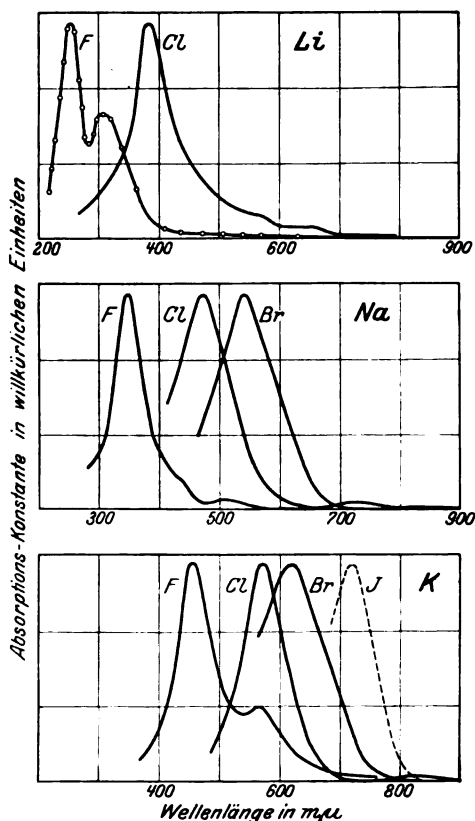 Absorptions-Konstante in willkürlichen Einheiten
F Cl Li
200 400 600 900
F Cl Br Na
300 500 700 900
F Cl Br J K
400 600 800
Wellenlänge in mµ